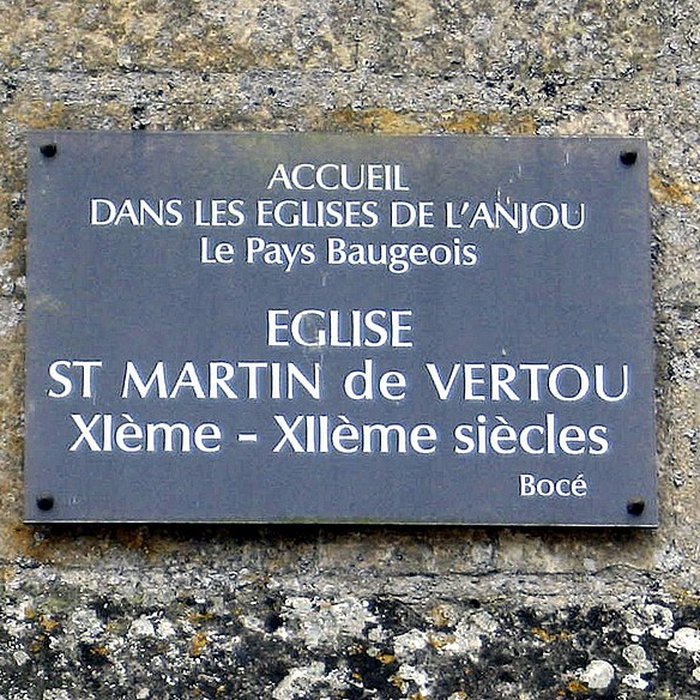 ACCUEIL
DANS LES EGLISES DE L'ANJOU
Le Pays Baugeois
EGLISE
ST MARTIN de VERTOU
XIème - XIIème siècles
Bocé